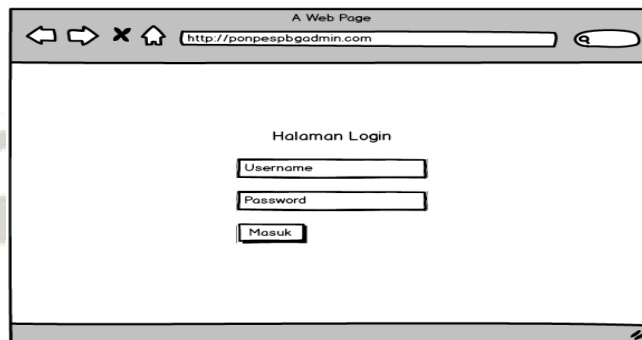 A Web Page
http://ponpespbgadmin.com
Halaman Login
Username
Password
Masuk